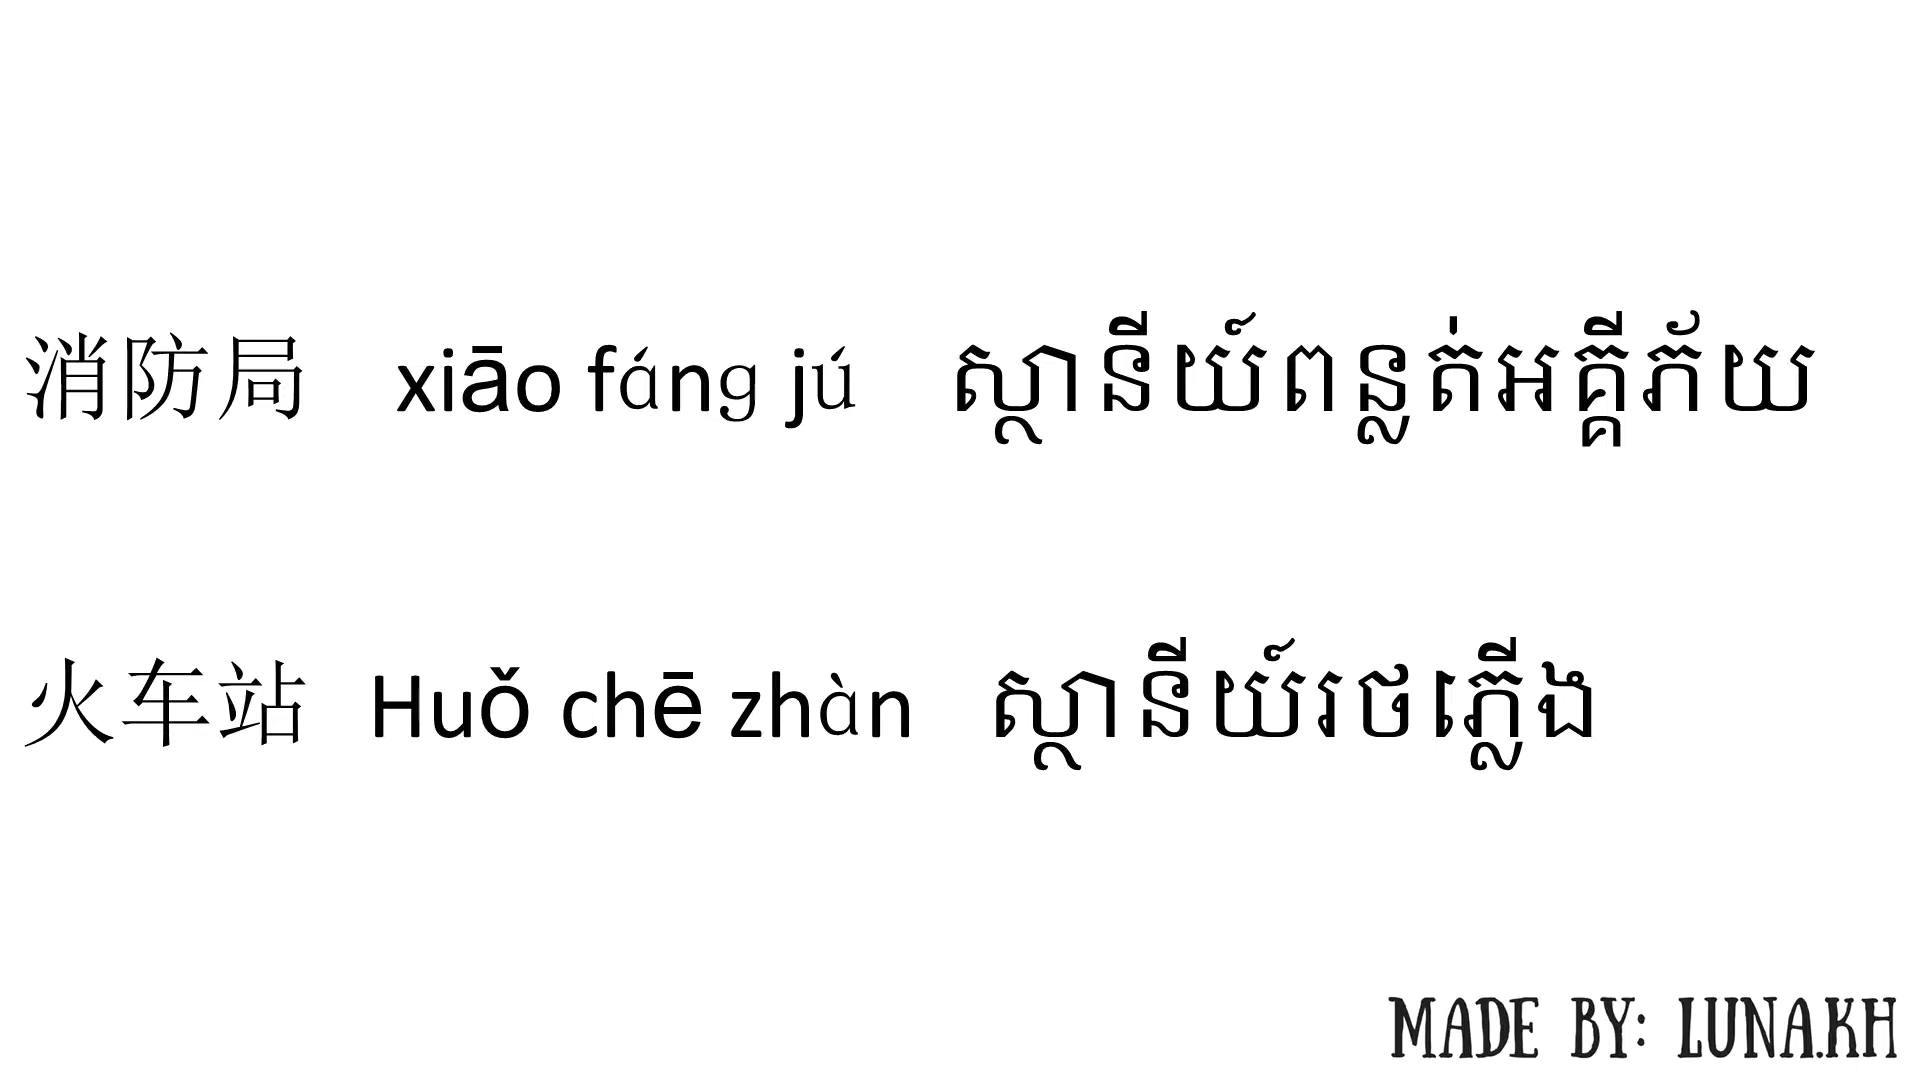 消防局 xiāo fáng jú ស្ថានីយ៍ពន្លត់អគ្គីភ័យ
火车站 Huǒ chē zhàn ស្ថានីយ៍រថភ្លើង
MADE BY: LUNA.KH